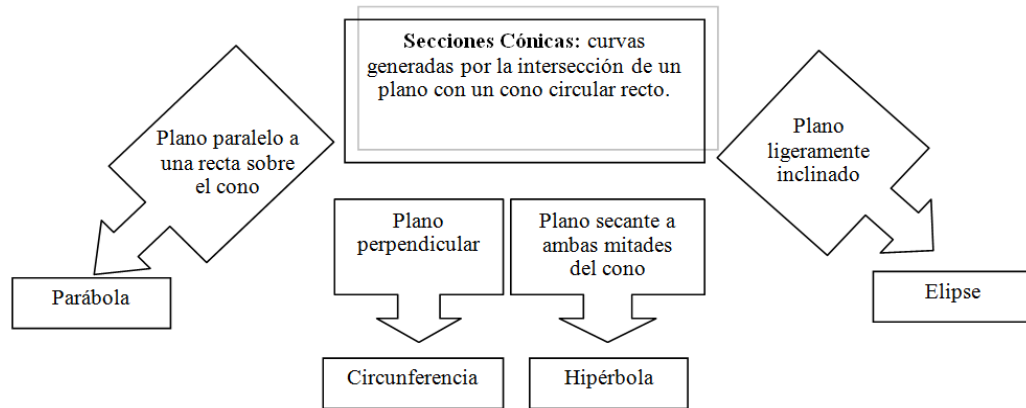 Secciones Cónicas: curvas
generadas por la intersección de un
plano con un cono circular recto.
Plano paralelo a
una recta sobre
el cono
Plano
perpendicular
Plano secante a
ambas mitades
del cono
Plano
ligeramente
inclinado
Parábola
Circunferencia
Hipérbola
Elipse